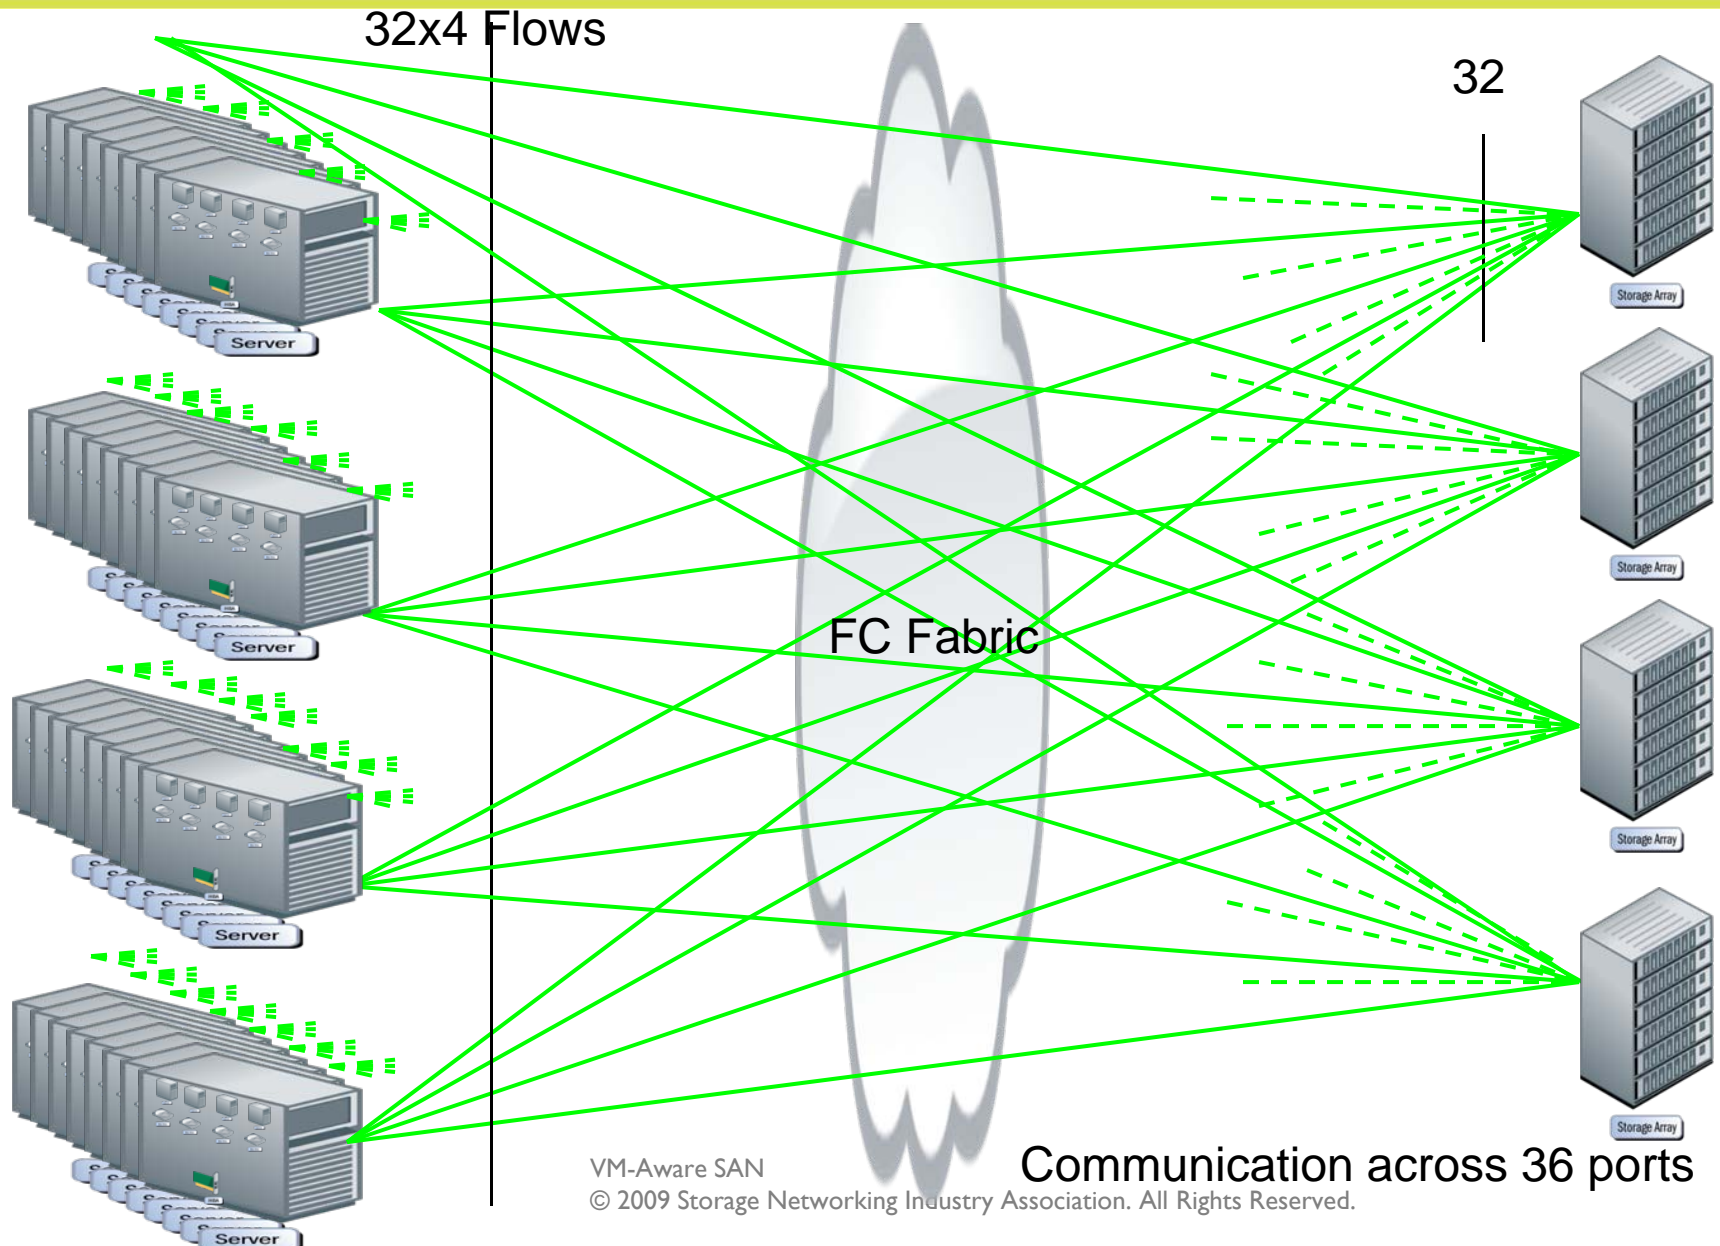 32x4 Flows
32
Storage Array
Server
Storage Array
Server
FC Fabric
Storage Array
Server
Storage Array
Server
Communication across 36 ports
VM-Aware SAN
© 2009 Storage Networking Industry Association. All Rights Reserved.